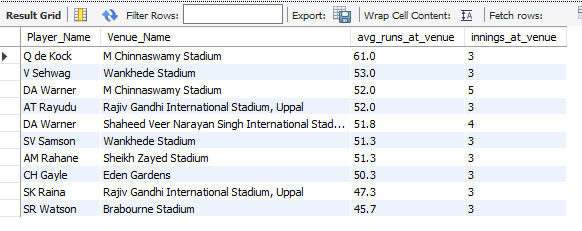 Result Grid Filter Rows: Export: Wrap Cell Content: Fetch rows:
Player_Name Venue_Name avg_runs_at_venue innings_at_venue
Q de Kock M Chinnaswamy Stadium 61.0 3
V Sehwag Wankhede Stadium 53.0 3
DA Warner M Chinnaswamy Stadium 52.0 5
AT Rayudu Rajiv Gandhi International Stadium, Uppal 52.0 3
DA Warner Shaheed Veer Narayan Singh International Stad... 51.8 4
SV Samson Wankhede Stadium 51.3 3
AM Rahane Sheikh Zayed Stadium 51.3 3
CH Gayle Eden Gardens 50.3 3
SK Raina Rajiv Gandhi International Stadium, Uppal 47.3 3
SR Watson Brabourne Stadium 45.7 3